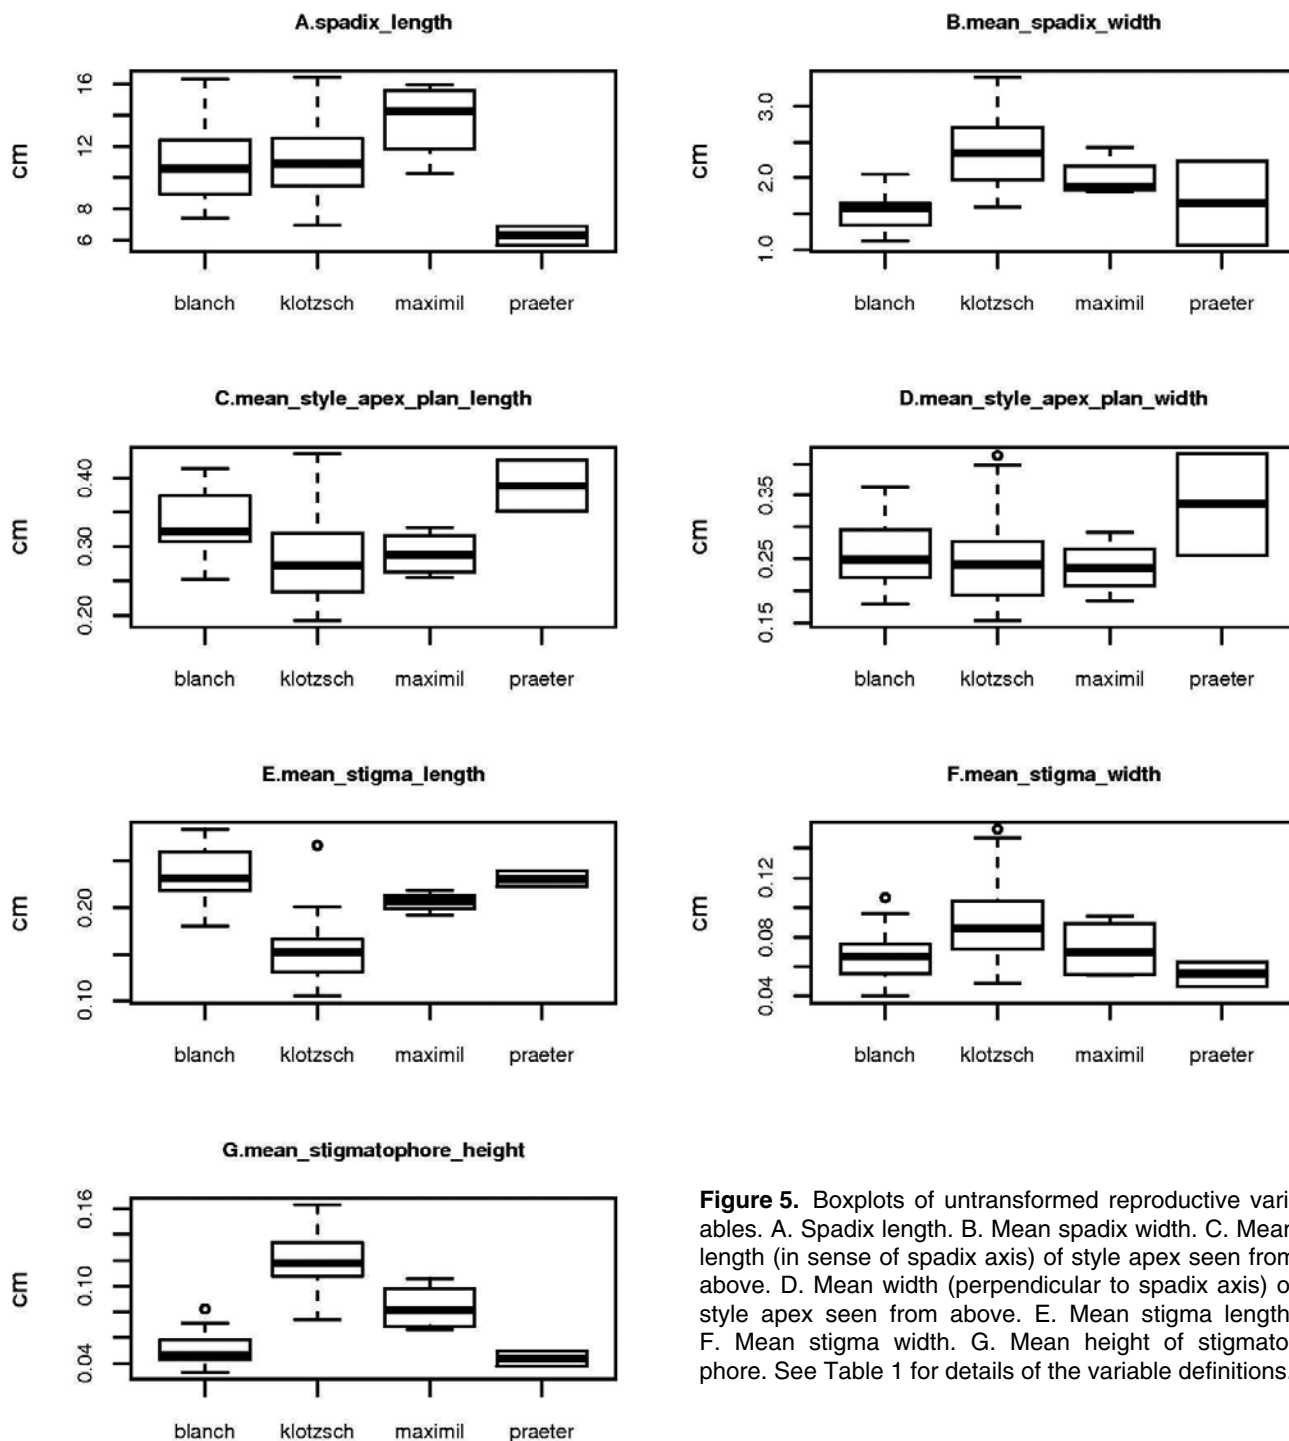 A.spadix_length
cm
16
12
8
6
blanch klotzsch maximil praeter
B.mean_spadix_width
cm
3.0
2.0
1.0
blanch klotzsch maximil praeter
C.mean_style_apex_plan_length
cm
0.40
0.30
0.20
blanch klotzsch maximil praeter
D.mean_style_apex_plan_width
cm
0.35
0.25
0.15
blanch klotzsch maximil praeter
E.mean_stigma_length
cm
0.20
0.10
blanch klotzsch maximil praeter
F.mean_stigma_width
cm
0.12
0.08
0.04
blanch klotzsch maximil praeter
G.mean_stigmatophore_height
cm
0.16
0.10
0.04
blanch klotzsch maximil praeter
Figure 5. Boxplots of untransformed reproductive vari
ables. A. Spadix length. B. Mean spadix width. C. Mean
length (in sense of spadix axis) of style apex seen from
above. D. Mean width (perpendicular to spadix axis) o
style apex seen from above. E. Mean stigma length
F. Mean stigma width. G. Mean height of stigmato
phore. See Table 1 for details of the variable definitions.